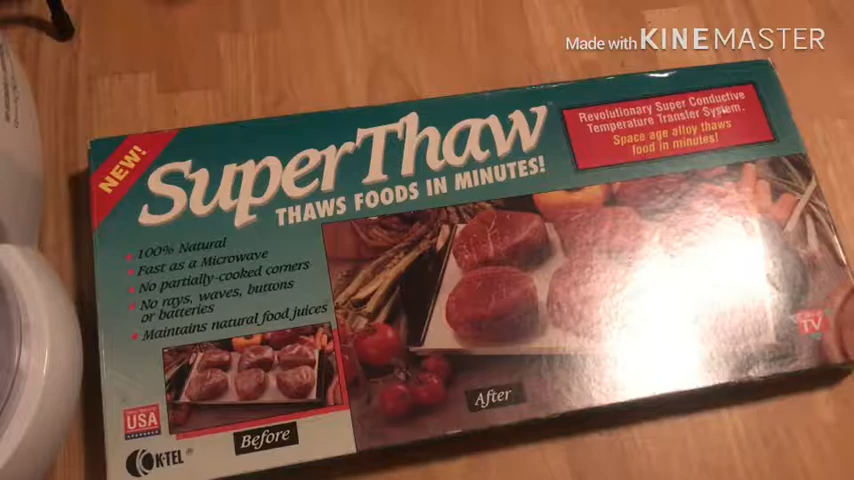 Made with KINEMASTER
NEW!
SuperThaw
THAWS FOODS IN MINUTES!
Revolutionary Super Conductive
Temperature Transfer System.
Space age alloy thaws
food in minutes!
100% Natural
Fast as a Microwave
No partially-cooked corners
No rays, waves, buttons
or batteries
Maintains natural food juices
Before
After
USA
K-TEL
TV